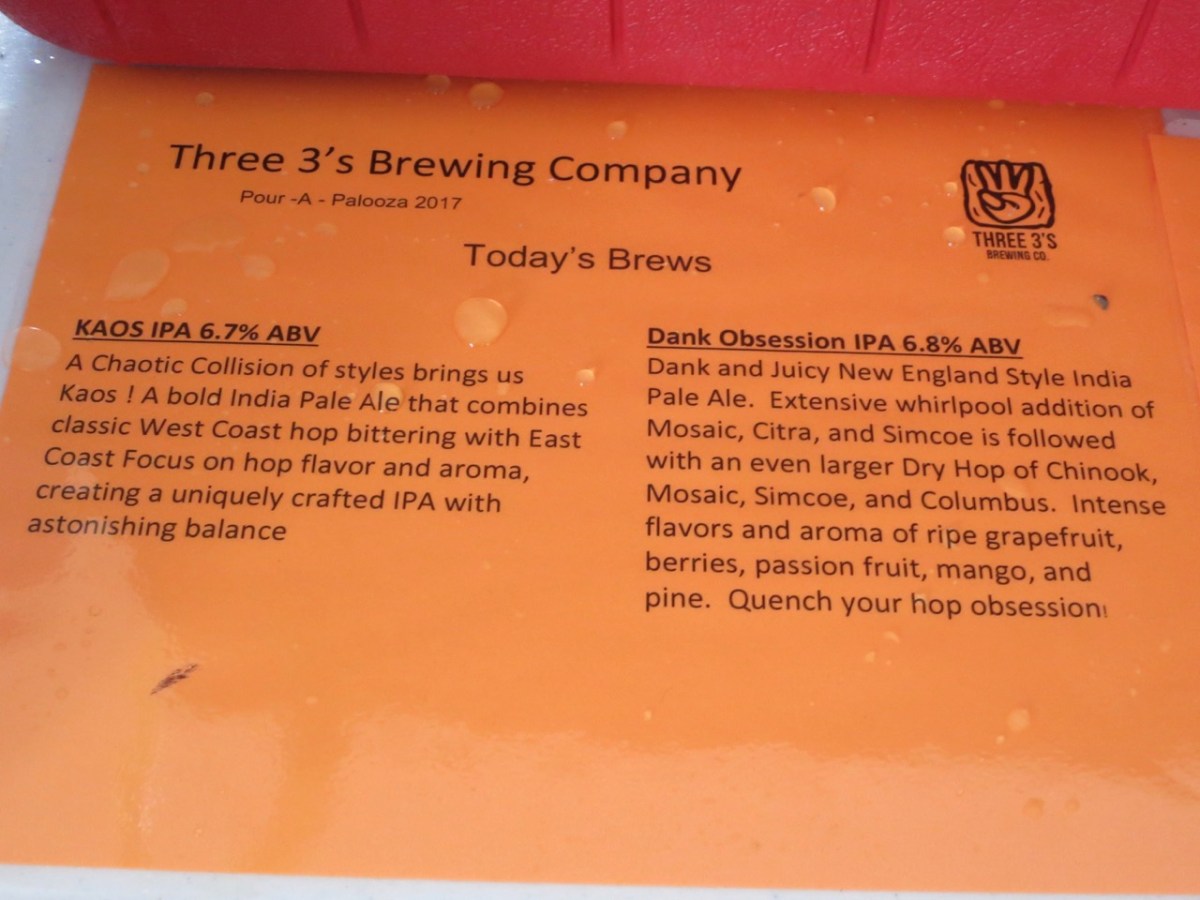 Three 3's Brewing Company
Pour -A - Palooza 2017
THREE 3'S
BREWING CO.
Today's Brews
KAOS IPA 6.7% ABV
A Chaotic Collision of styles brings us
Kaos ! A bold India Pale Ale that combines
classic West Coast hop bittering with East
Coast Focus on hop flavor and aroma,
creating a uniquely crafted IPA with
astonishing balance
Dank Obsession IPA 6.8% ABV
Dank and Juicy New England Style India
Pale Ale.  Extensive whirlpool addition of
Mosaic, Citra, and Simcoe is followed
with an even larger Dry Hop of Chinook,
Mosaic, Simcoe, and Columbus.  Intense
flavors and aroma of ripe grapefruit,
berries, passion fruit, mango, and
pine.  Quench your hop obsession!